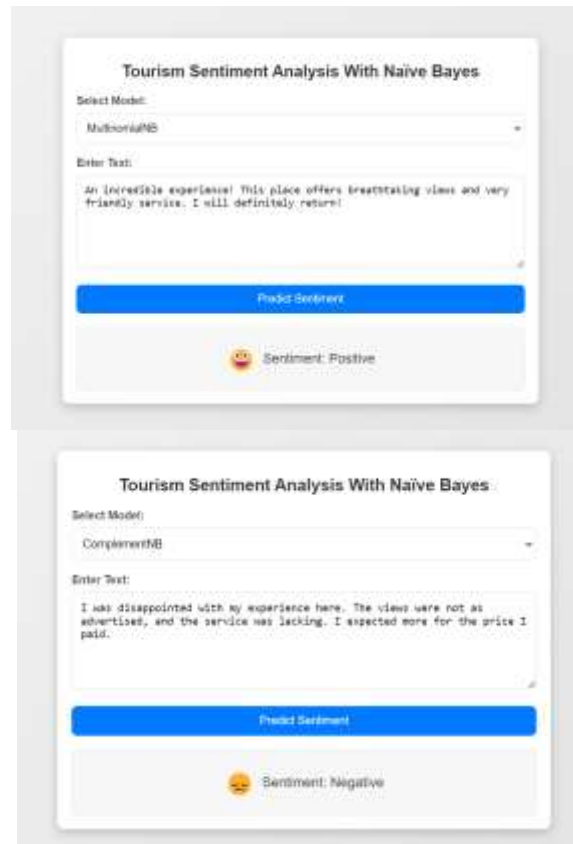 Tourism Sentiment Analysis With Naïve Bayes
Select Model:
MultinomialNB
Enter Text:
An incredible experience! This place offers breathtaking views and very
friendly service. I will definitely return!
Predict Sentiment
Sentiment: Positive
Tourism Sentiment Analysis With Naïve Bayes
Select Model:
ComplementNB
Enter Text:
I was disappointed with my experience here. The views were not as
advertised, and the service was lacking. I expected more for the price I
paid.
Predict Sentiment
Sentiment: Negative